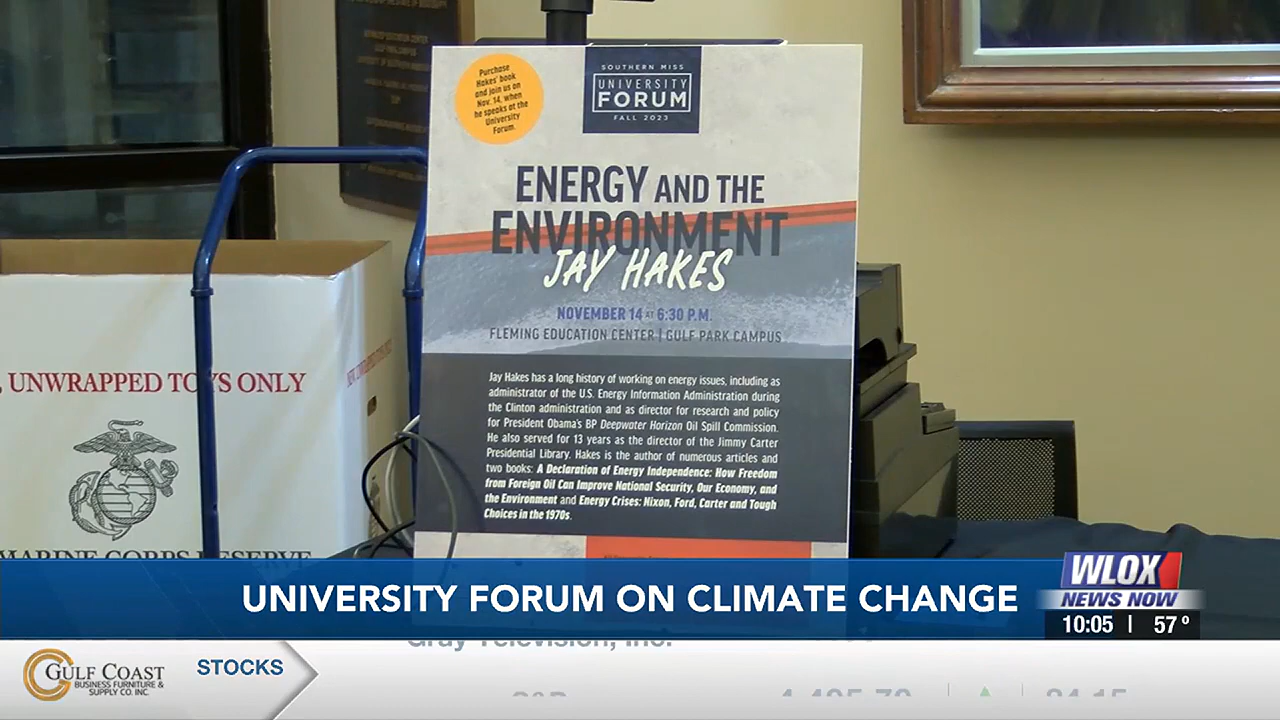 Purchase
Hakes' book
and join us on
Nov. 14, when
he speaks at the
University
Forum.
SOUTHERN MISS
UNIVERSITY
FORUM
FALL 2023
ENERGY AND THE
ENVIRONMENT
JAY HAKES
NOVEMBER 14 AT 6:30 P.M.
FLEMING EDUCATION CENTER | GULF PARK CAMPUS
Jay Hakes has a long history of working on energy issues, including as
administrator of the U.S. Energy Information Administration during
the Clinton administration and as director for research and policy
for President Obama's BP Deepwater Horizon Oil Spill Commission.
He also served for 13 years as the director of the Jimmy Carter
Presidential Library. Hakes is the author of numerous articles and
two books: A Declaration of Energy Independence: How Freedom
from Foreign Oil Can Improve National Security, Our Economy, and
the Environment and Energy Crises: Nixon, Ford, Carter and Tough
Choices in the 1970s.
, UNWRAPPED TOYS ONLY
MARINE CORPS RESERVE
UNIVERSITY FORUM ON CLIMATE CHANGE
WLOX
NEWS NOW
10:05 | 57°
GULF COAST
BUSINESS FURNITURE &
SUPPLY CO. INC.
STOCKS
Gray Television, Inc.